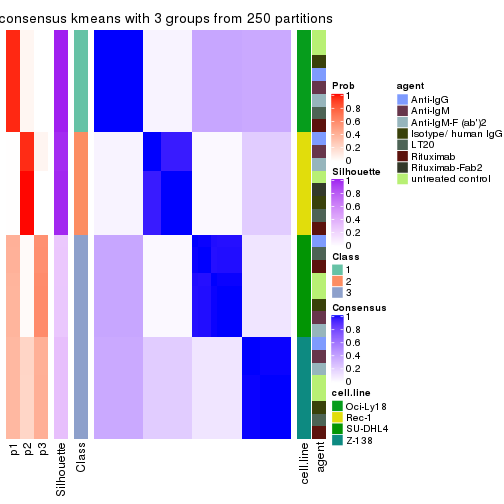 consensus kmeans with 3 groups from 250 partitions
Prob
1
0.8
0.6
0.4
0.2
0
Silhouette
1
0.8
0.6
0.4
0.2
0
Class
1
2
3
Consensus
1
0.8
0.6
0.4
0.2
0
cell.line
Oci-Ly18
Rec-1
SU-DHL4
Z-138
agent
Anti-IgG
Anti-IgM
Anti-IgM-F (ab')2
Isotype/ human IgG
LT20
Rituximab
Rituximab-Fab2
untreated control
p1
p2
p3
Silhouette
Class
cell.line
agent